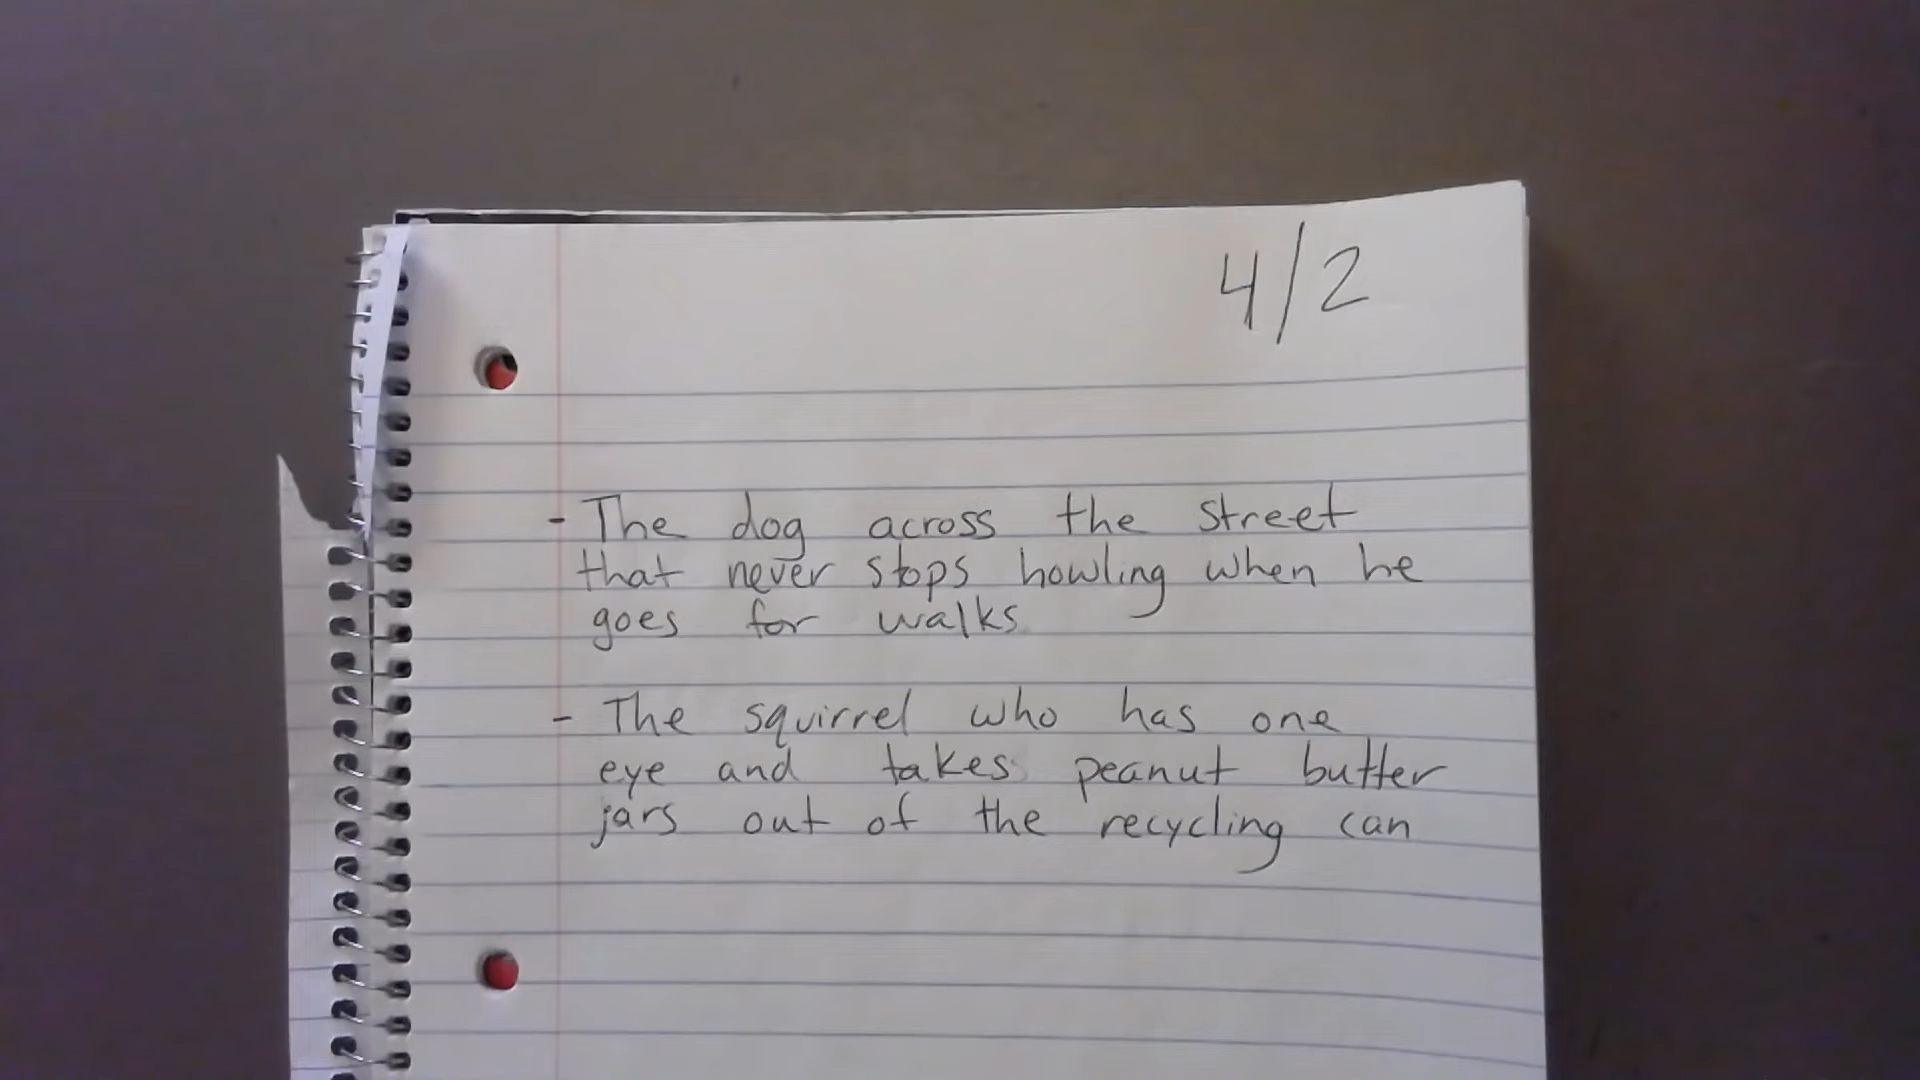 4/2
- The dog across the street
that never stops howling when he
goes for walks
- The squirrel who has one
eye and takes peanut butter
jars out of the recycling can